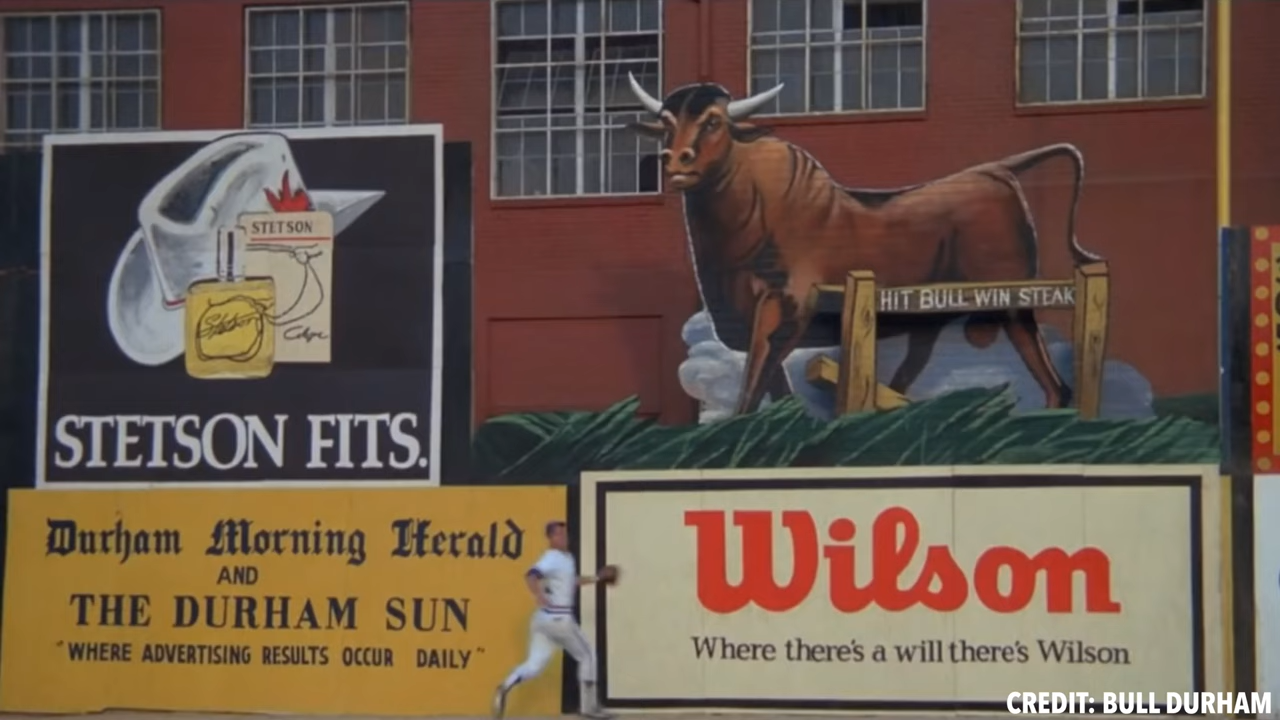 STETSON
Stetson
STETSON FITS.
HIT BULL WIN STEAK
Durham Morning Herald
AND
THE DURHAM SUN
"WHERE ADVERTISING RESULTS OCCUR DAILY"
Wilson
Where there's a will there's Wilson
CREDIT: BULL DURHAM